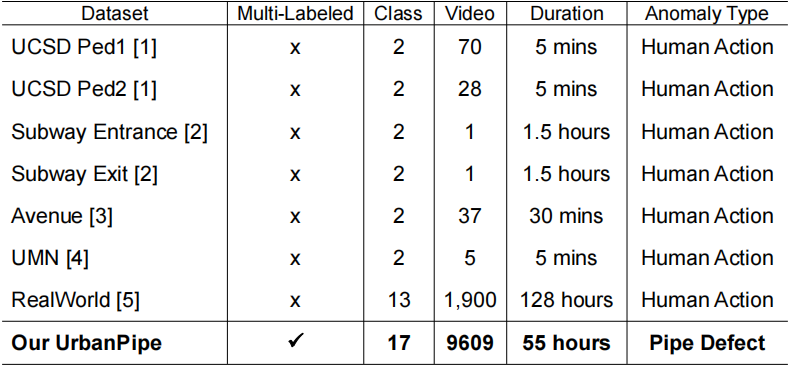 Dataset Multi-Labeled Class Video Duration Anomaly Type
UCSD Ped1 [1] x 2 70 5 mins Human Action
UCSD Ped2 [1] x 2 28 5 mins Human Action
Subway Entrance [2] x 2 1 1.5 hours Human Action
Subway Exit [2] x 2 1 1.5 hours Human Action
Avenue [3] x 2 37 30 mins Human Action
UMN [4] x 2 5 5 mins Human Action
RealWorld [5] x 13 1,900 128 hours Human Action
Our UrbanPipe ✓ 17 9609 55 hours Pipe Defect